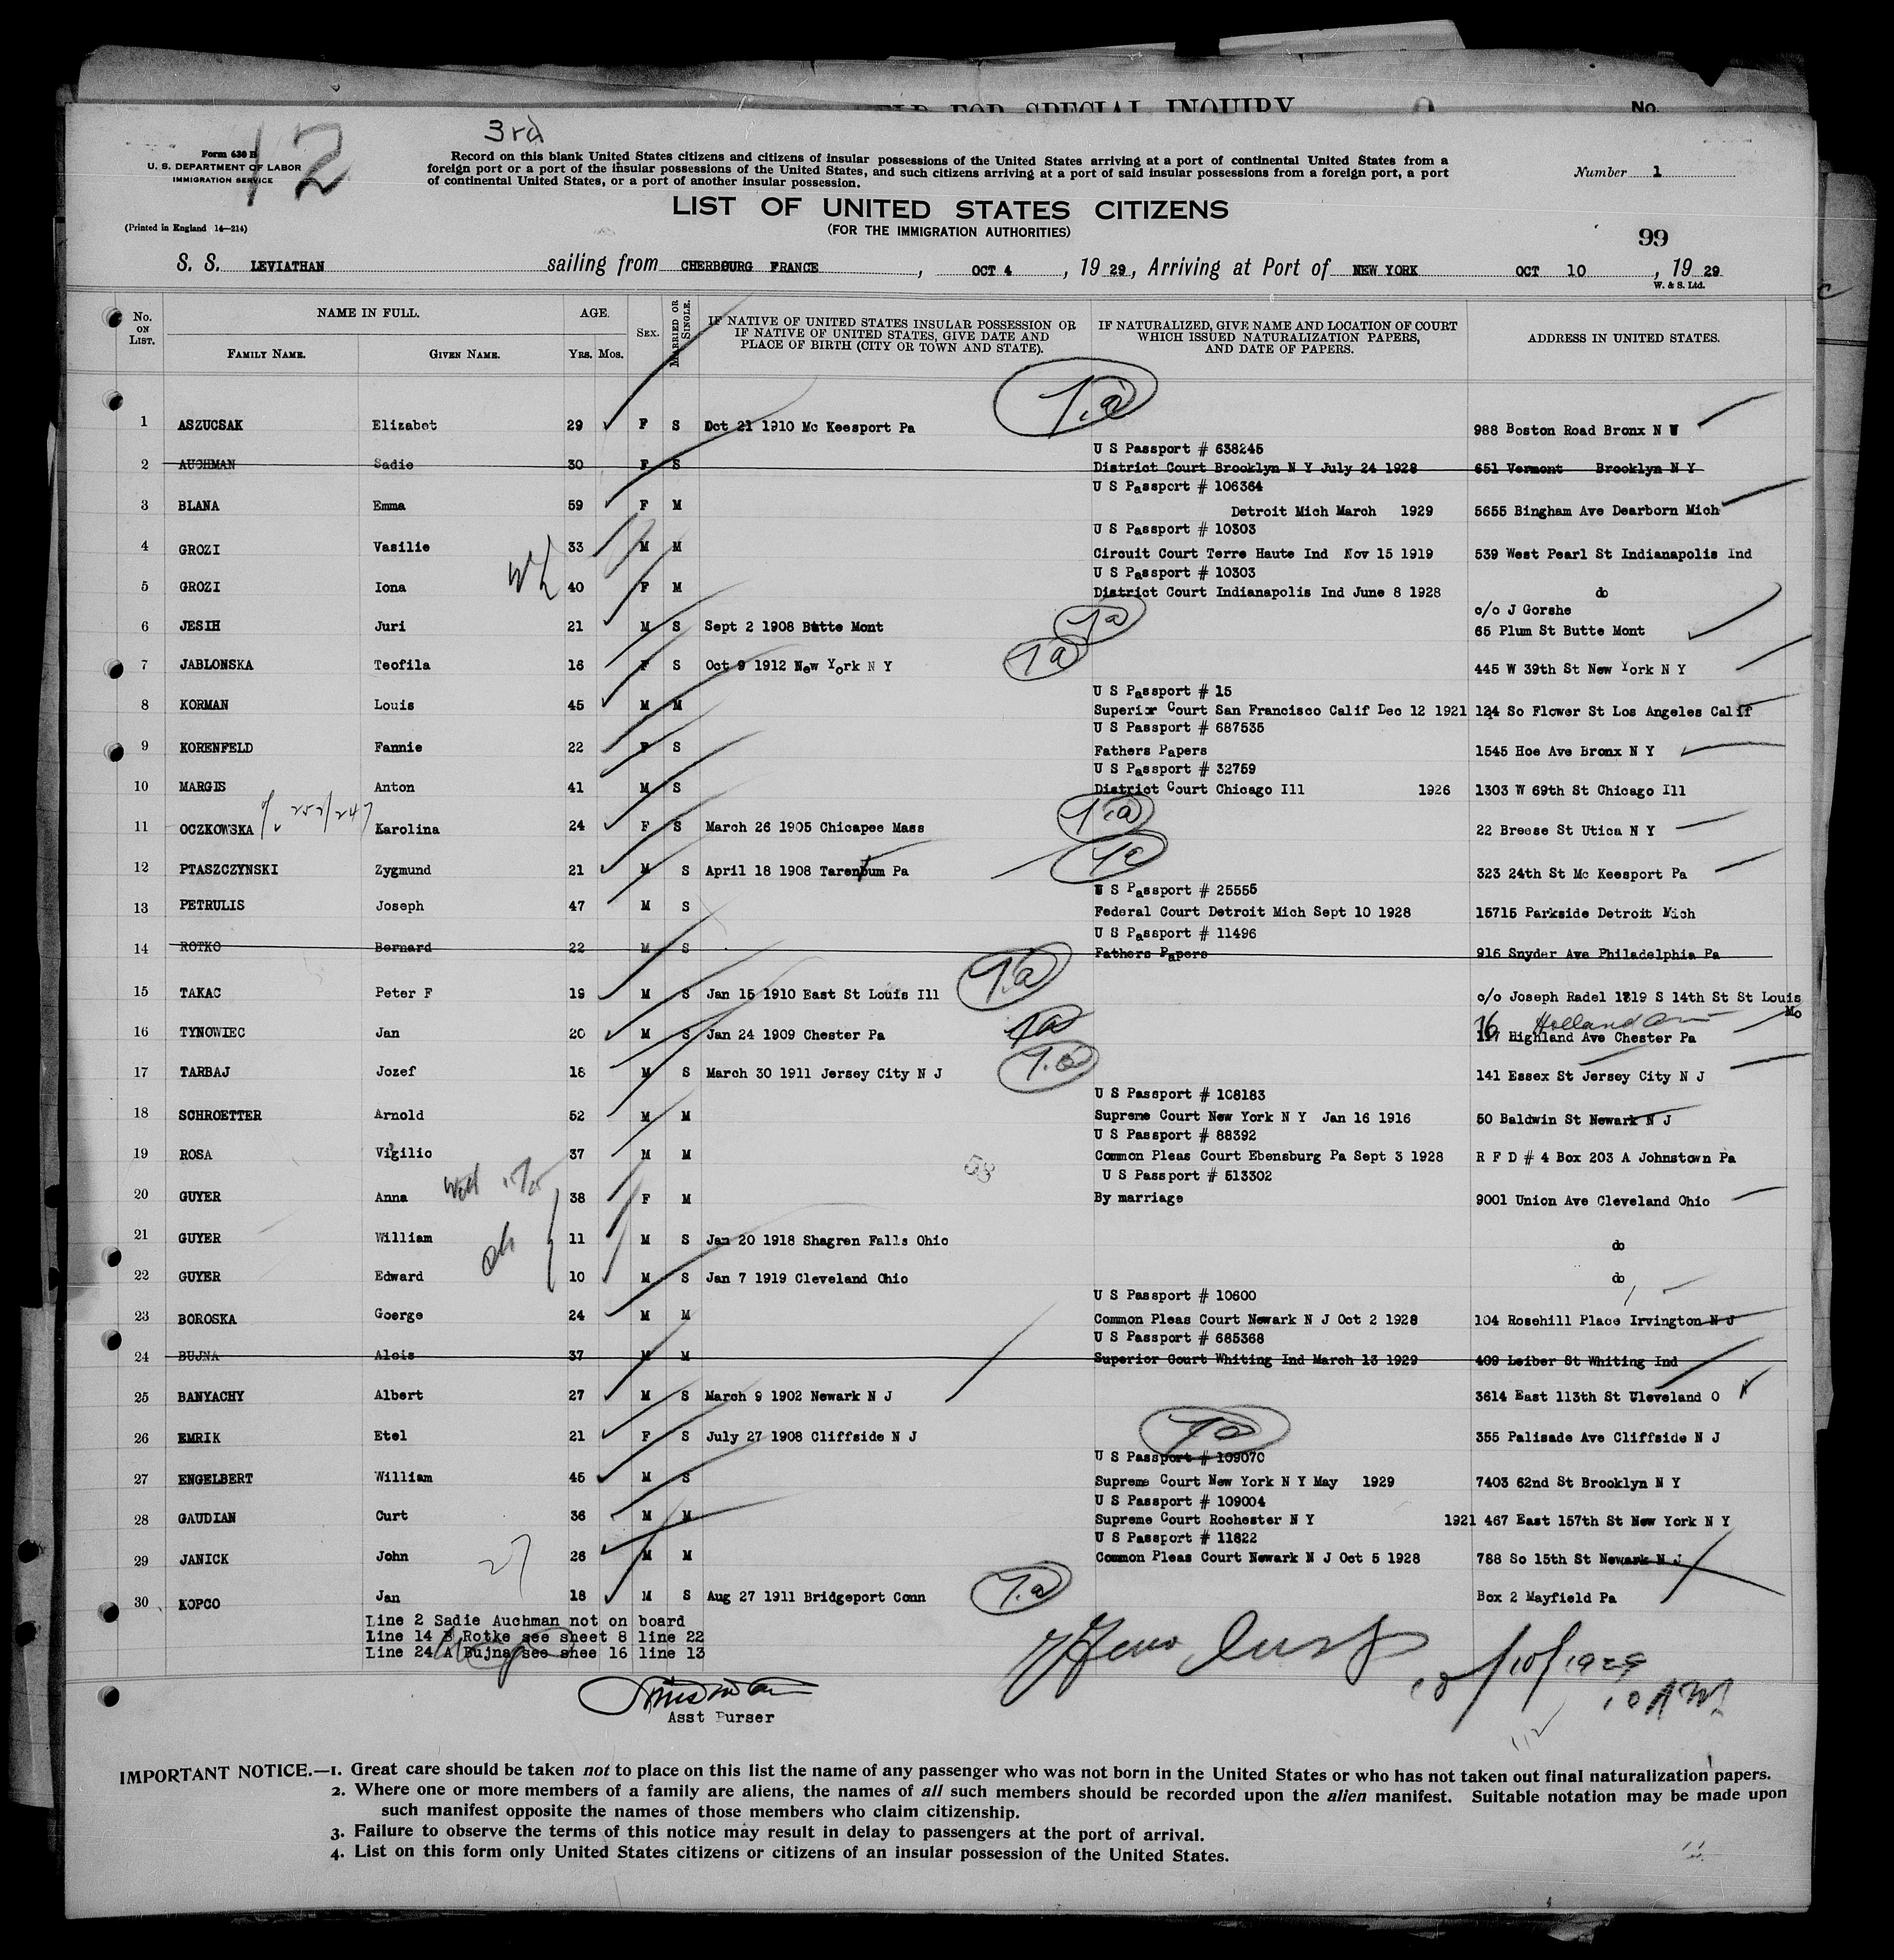 FOR SPECIAL INQUIRY
No.
12
3rd
Form 630 B
U. S. DEPARTMENT OF LABOR
IMMIGRATION SERVICE
Record on this blank United States citizens and citizens of insular possessions of the United States arriving at a port of continental United States from a
foreign port or a port of the insular possessions of the United States, and such citizens arriving at a port of said insular possessions from a foreign port, a port
of continental United States, or a port of another insular possession.
Number 1
LIST OF UNITED STATES CITIZENS
(FOR THE IMMIGRATION AUTHORITIES)
(Printed in England 14—214)
99
S. S. LEVIATHAN sailing from CHERBOURG FRANCE, OCT 4, 19 29, Arriving at Port of NEW YORK OCT 10, 19 29
W. & S. Ltd.
No. ON LIST. NAME IN FULL. FAMILY NAME. GIVEN NAME. AGE. YRS. MOS. SEX. MARRIED OR SINGLE. IF NATIVE OF UNITED STATES INSULAR POSSESSION OR IF NATIVE OF UNITED STATES, GIVE DATE AND PLACE OF BIRTH (CITY OR TOWN AND STATE). IF NATURALIZED, GIVE NAME AND LOCATION OF COURT WHICH ISSUED NATURALIZATION PAPERS, AND DATE OF PAPERS. ADDRESS IN UNITED STATES.
1 ASZUCSAK Elizabet 29 F S Oct 21 1910 Mc Keesport Pa 988 Boston Road Bronx N Y
U S Passport # 638245
2 AUCHMAN Sadie 30 F S District Court Brooklyn N Y July 24 1928 651 Vermont Brooklyn N Y
U S Passport # 106364
3 BLANA Emma 59 F M Detroit Mich March 1929 5655 Bingham Ave Dearborn Mich
U S Passport # 10303
4 GROZI Vasilie 33 M M Circuit Court Terre Haute Ind Nov 15 1919 539 West Pearl St Indianapolis Ind
U S Passport # 10303
5 GROZI Iona 40 F M District Court Indianapolis Ind June 8 1928 do
c/o J Gorshe
6 JESIH Juri 21 M S Sept 2 1908 Butte Mont 65 Plum St Butte Mont
7 JABLONSKA Teofila 16 F S Oct 9 1912 New York N Y 445 W 39th St New York N Y
U S Passport # 15
8 KORMAN Louis 45 M M Superior Court San Francisco Calif Dec 12 1921 124 So Flower St Los Angeles Calif
U S Passport # 687535
9 KORENFELD Fannie 22 F S Fathers Papers 1545 Hoe Ave Bronx N Y
U S Passport # 32759
10 MARGIS Anton 41 M S District Court Chicago Ill 1926 1303 W 69th St Chicago Ill
11 OCZKOWSKA Karolina 24 F S March 26 1905 Chicapee Mass 22 Breese St Utica N Y
12 PTASZCZYNSKI Zygmund 21 M S April 18 1908 Tarentum Pa 323 24th St Mc Keesport Pa
U S Passport # 25555
13 PETRULIS Joseph 47 M S Federal Court Detroit Mich Sept 10 1928 15715 Parkside Detroit Mich
U S Passport # 11496
14 ROTKO Bernard 22 M S Fathers Papers 916 Snyder Ave Philadelphia Pa
15 TAKAC Peter F 19 M S Jan 15 1910 East St Louis Ill c/o Joseph Radel 1819 S 14th St St Louis Mo
16 Holland
16 TYNOWIEC Jan 20 M S Jan 24 1909 Chester Pa 117 Highland Ave Chester Pa
17 TARBAJ Jozef 18 M S March 30 1911 Jersey City N J 141 Essex St Jersey City N J
U S Passport # 108183
18 SCHROETTER Arnold 52 M M Supreme Court New York N Y Jan 16 1916 50 Baldwin St Newark N J
U S Passport # 88392
19 ROSA Vigilio 37 M M Common Pleas Court Ebensburg Pa Sept 3 1928 R F D # 4 Box 203 A Johnstown Pa
U S Passport # 513302
20 GUYER Anna 38 F M By marriage 9001 Union Ave Cleveland Ohio
21 GUYER William 11 M S Jan 20 1918 Shagren Falls Ohio do
22 GUYER Edward 10 M S Jan 7 1919 Cleveland Ohio do
U S Passport # 10600
23 BOROSKA Goerge 24 M M Common Pleas Court Newark N J Oct 2 1928 104 Rosehill Place Irvington N J
U S Passport # 685368
24 BUJNA Alois 37 M M Superior Court Whiting Ind March 13 1929 409 Leiber St Whiting Ind
25 BANYACHY Albert 27 M S March 9 1902 Newark N J 3614 East 113th St Cleveland O
26 EMRIK Etel 21 F S July 27 1908 Cliffside N J 355 Palisade Ave Cliffside N J
U S Passport # 109070
27 ENGELBERT William 45 M S Supreme Court New York N Y May 1929 7403 62nd St Brooklyn N Y
U S Passport # 109004
28 GAUDIAN Curt 36 M M Supreme Court Rochester N Y 1921 467 East 157th St New York N Y
U S Passport # 11822
29 JANICK John 26 M M Common Pleas Court Newark N J Oct 5 1928 788 So 15th St Newark N J
27
30 KOPCO Jan 18 M S Aug 27 1911 Bridgeport Conn Box 2 Mayfield Pa
Line 2 Sadie Auchman not on board
Line 14 B Rotke see sheet 8 line 22
Line 24 A Bujna see shee 16 line 13
10/10/1929
10 AM
Asst Purser
IMPORTANT NOTICE.—1. Great care should be taken not to place on this list the name of any passenger who was not born in the United States or who has not taken out final naturalization papers.
2. Where one or more members of a family are aliens, the names of all such members should be recorded upon the alien manifest. Suitable notation may be made upon
such manifest opposite the names of those members who claim citizenship.
3. Failure to observe the terms of this notice may result in delay to passengers at the port of arrival.
4. List on this form only United States citizens or citizens of an insular possession of the United States.